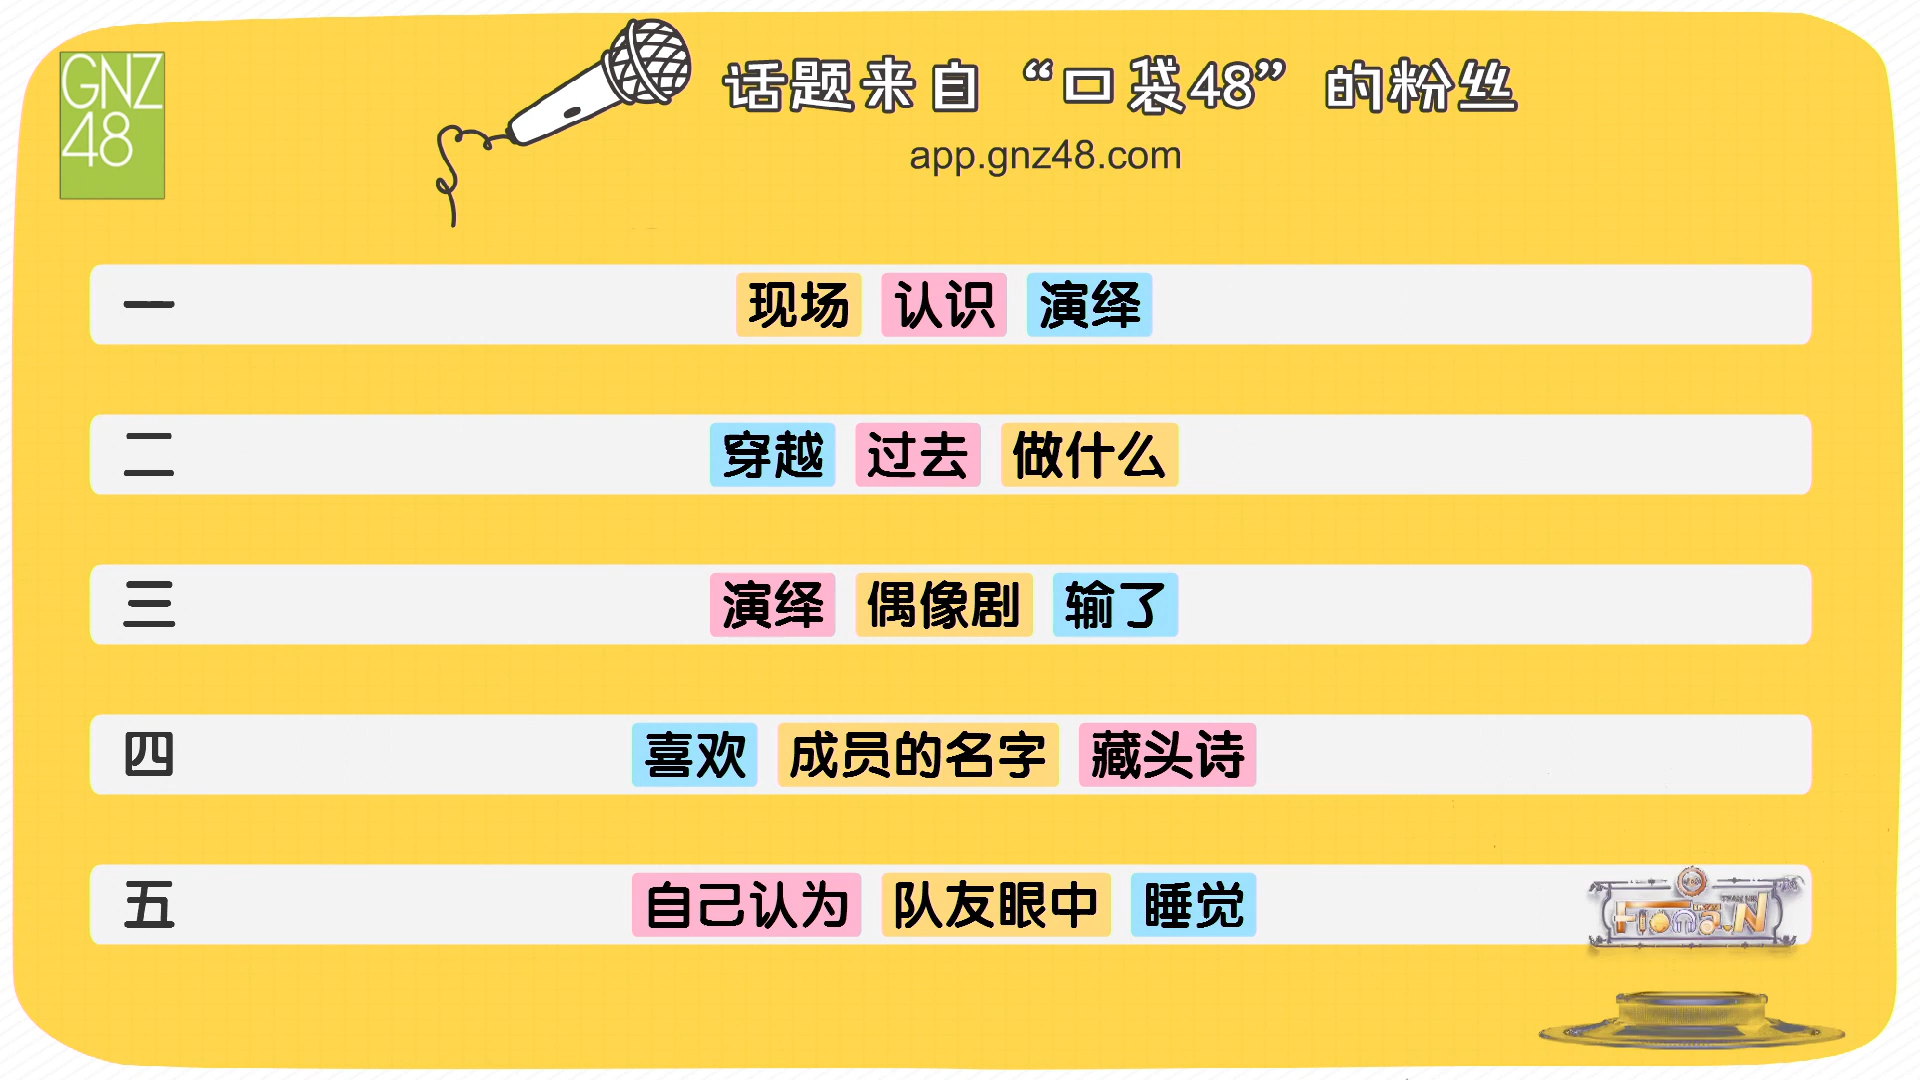 GNZ
48
话题来自“口袋48”的粉丝
app.gnz48.com
一 现场 认识 演绎
二 穿越 过去 做什么
三 演绎 偶像剧 输了
四 喜欢 成员的名字 藏头诗
五 自己认为 队友眼中 睡觉
Fiona.N